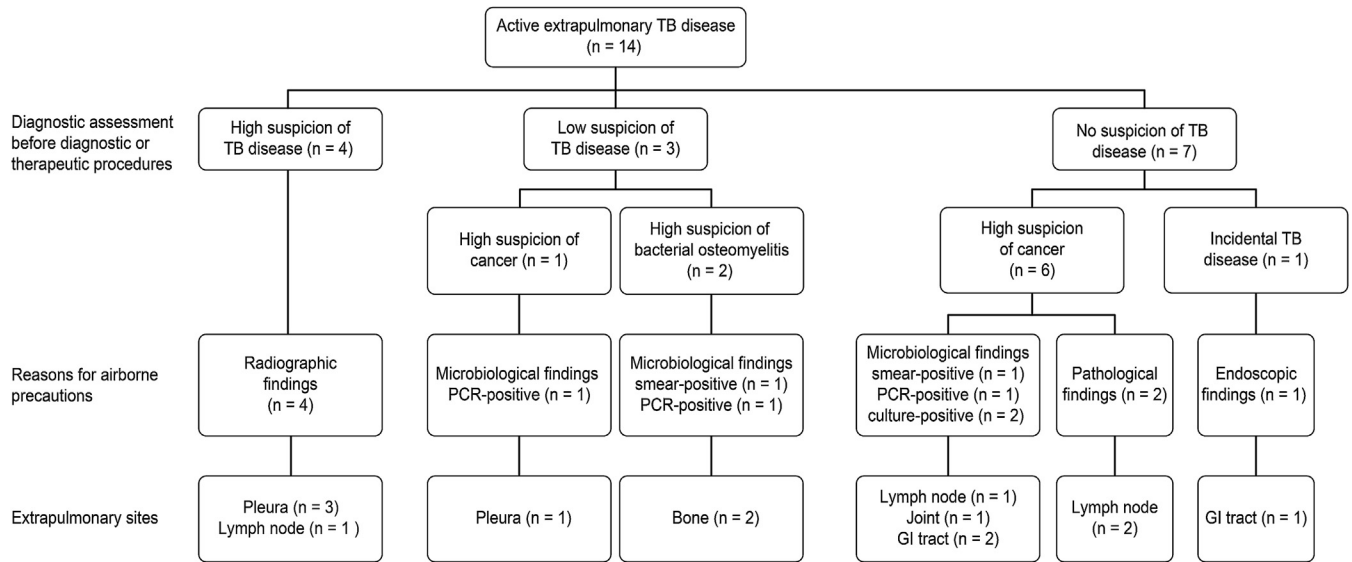 Active extrapulmonary TB disease
(n = 14)
Diagnostic assessment
before diagnostic or
therapeutic procedures
High suspicion of
TB disease (n = 4)
Low suspicion of
TB disease (n = 3)
No suspicion of TB
disease (n = 7)
High suspicion of
cancer (n = 1)
High suspicion of
bacterial osteomyelitis
(n = 2)
High suspicion
of cancer
(n = 6)
Incidental TB
disease (n = 1)
Reasons for airborne
precautions
Radiographic
findings
(n = 4)
Microbiological findings
PCR-positive (n = 1)
Microbiological findings
smear-positive (n = 1)
PCR-positive (n = 1)
Microbiological findings
smear-positive (n = 1)
PCR-positive (n = 1)
culture-positive (n = 2)
Pathological
findings (n = 2)
Endoscopic
findings (n = 1)
Extrapulmonary sites
Pleura (n = 3)
Lymph node (n = 1 )
Pleura (n = 1)
Bone (n = 2)
Lymph node (n = 1)
Joint (n = 1)
GI tract (n = 2)
Lymph node
(n = 2)
GI tract (n = 1)